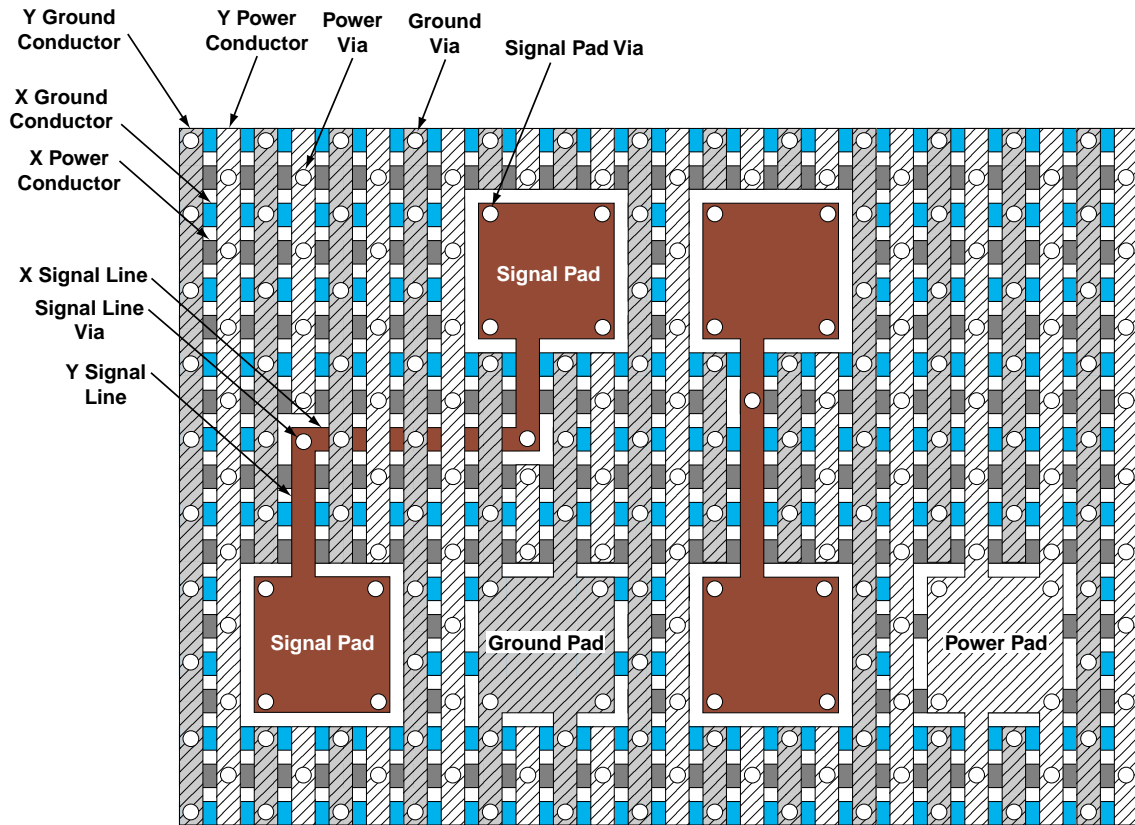 Y Ground
Conductor
Y Power
Conductor
Power
Via
Ground
Via
Signal Pad Via
X Ground
Conductor
X Power
Conductor
X Signal Line
Signal Line
Via
Y Signal
Line
Signal Pad
Signal Pad
Ground Pad
Power Pad